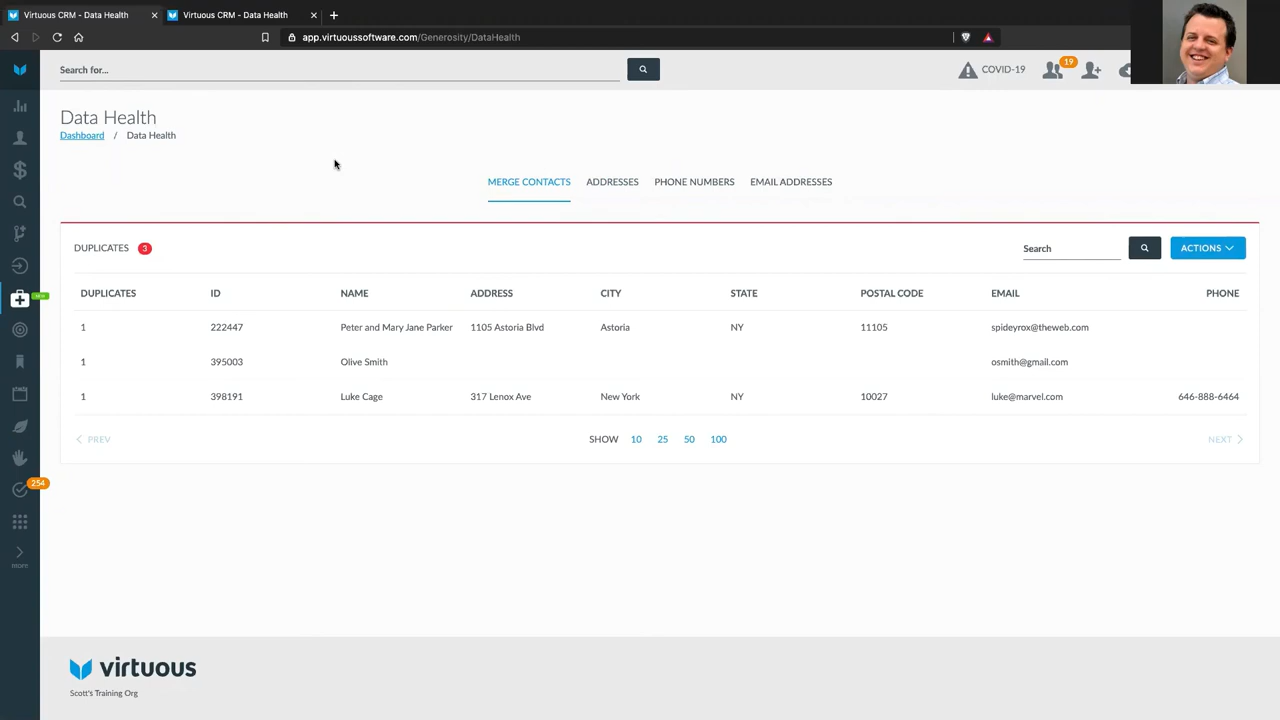 Virtuous CRM - Data Health
Virtuous CRM - Data Health
app.virtuoussoftware.com/Generosity/DataHealth
Search for...
COVID-19
19
Data Health
Dashboard / Data Health
MERGE CONTACTS ADDRESSES PHONE NUMBERS EMAIL ADDRESSES
DUPLICATES 3
Search
ACTIONS
DUPLICATES ID NAME ADDRESS CITY STATE POSTAL CODE EMAIL PHONE
1 222447 Peter and Mary Jane Parker 1105 Astoria Blvd Astoria NY 11105 spideyrox@theweb.com
1 395003 Olive Smith osmith@gmail.com
1 398191 Luke Cage 317 Lenox Ave New York NY 10027 luke@marvel.com 646-888-6464
PREV
SHOW 10 25 50 100
NEXT
254
more
virtuous
Scott's Training Org